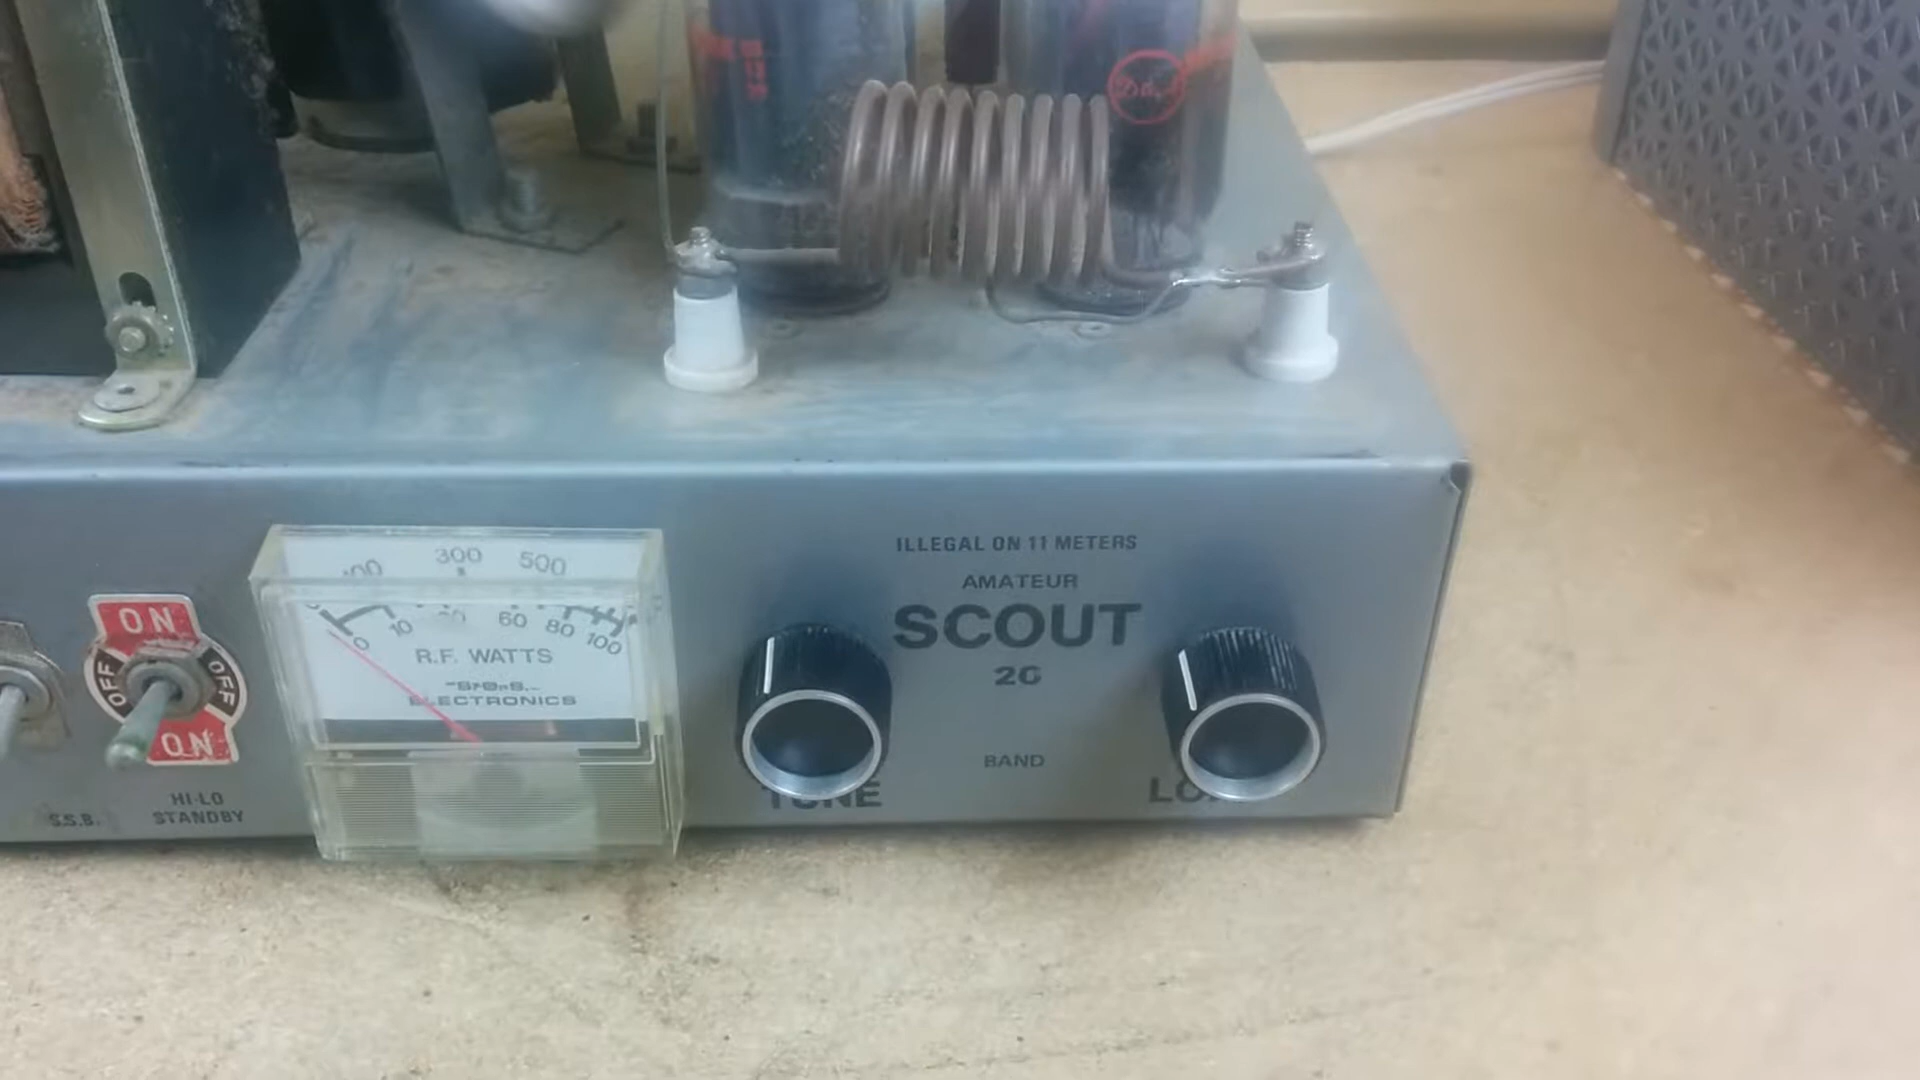 ILLEGAL ON 11 METERS
AMATEUR
SCOUT
20
BAND
TUNE
300 500
0 10 60 80 100
R.F. WATTS
ELECTRONICS
ON
OFF OFF
ON
S.S.B.
HI-LO
STANDBY